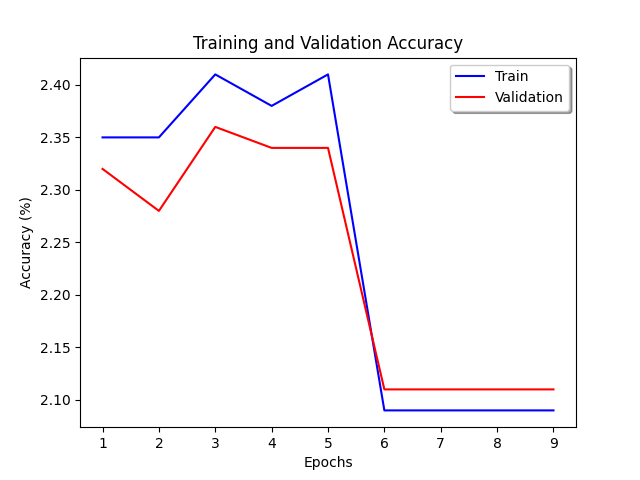 Training and Validation Accuracy
Train
Validation
Accuracy (%)
2.40
2.35
2.30
2.25
2.20
2.15
2.10
1 2 3 4 5 6 7 8 9
Epochs